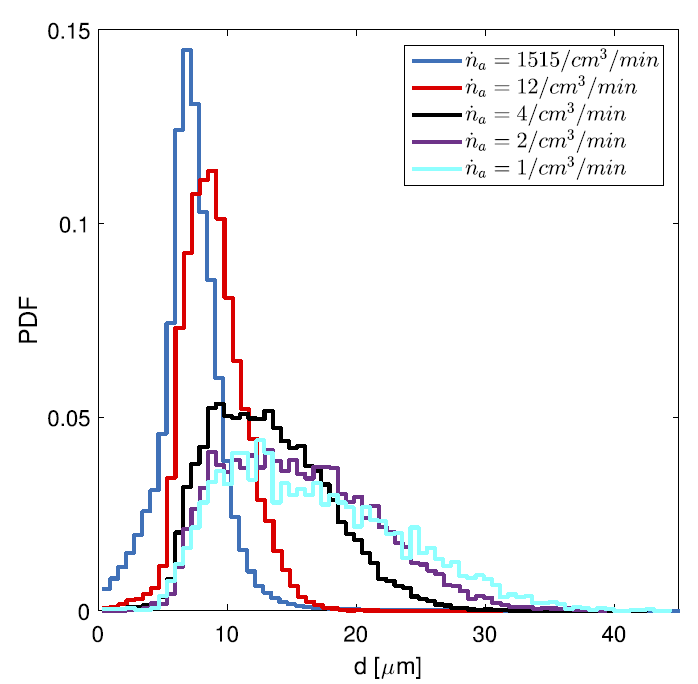 0.15
0.1
0.05
0
PDF
ṅₐ = 1515/cm³/min
ṅₐ = 12/cm³/min
ṅₐ = 4/cm³/min
ṅₐ = 2/cm³/min
ṅₐ = 1/cm³/min
0 10 20 30 40
d [μm]